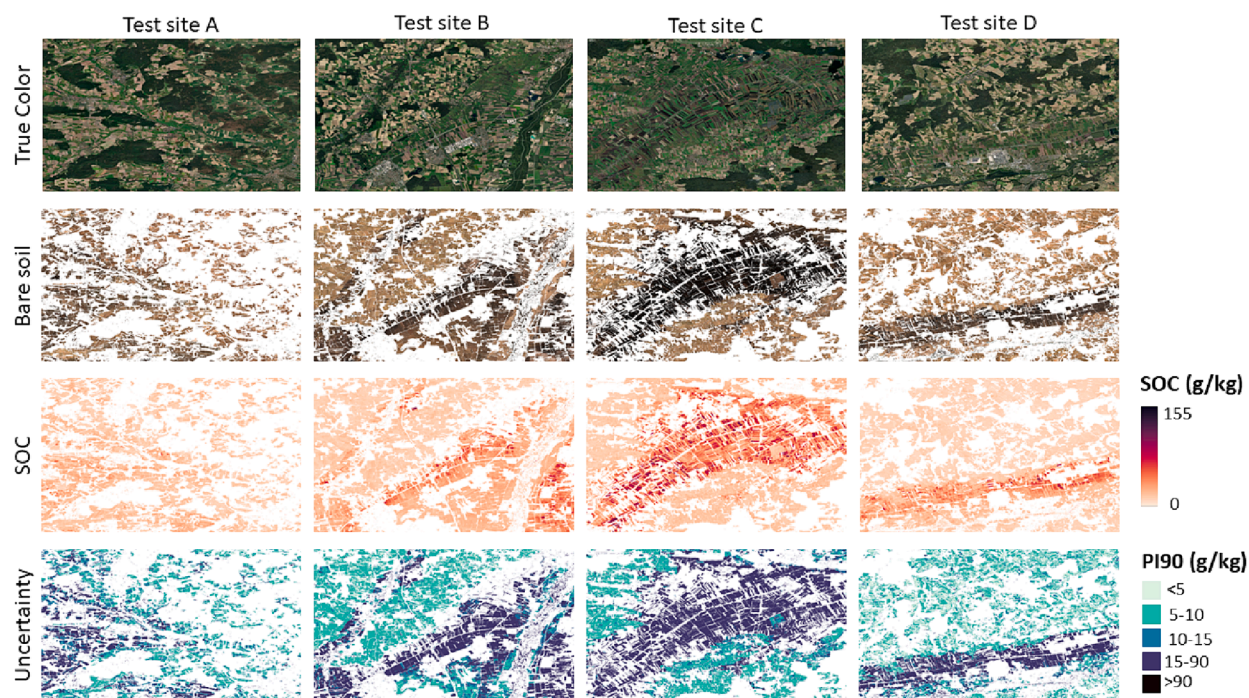 Test site A
Test site B
Test site C
Test site D
True Color
Bare soil
SOC
Uncertainty
SOC (g/kg)
155
0
PI90 (g/kg)
<5
5-10
10-15
15-90
>90